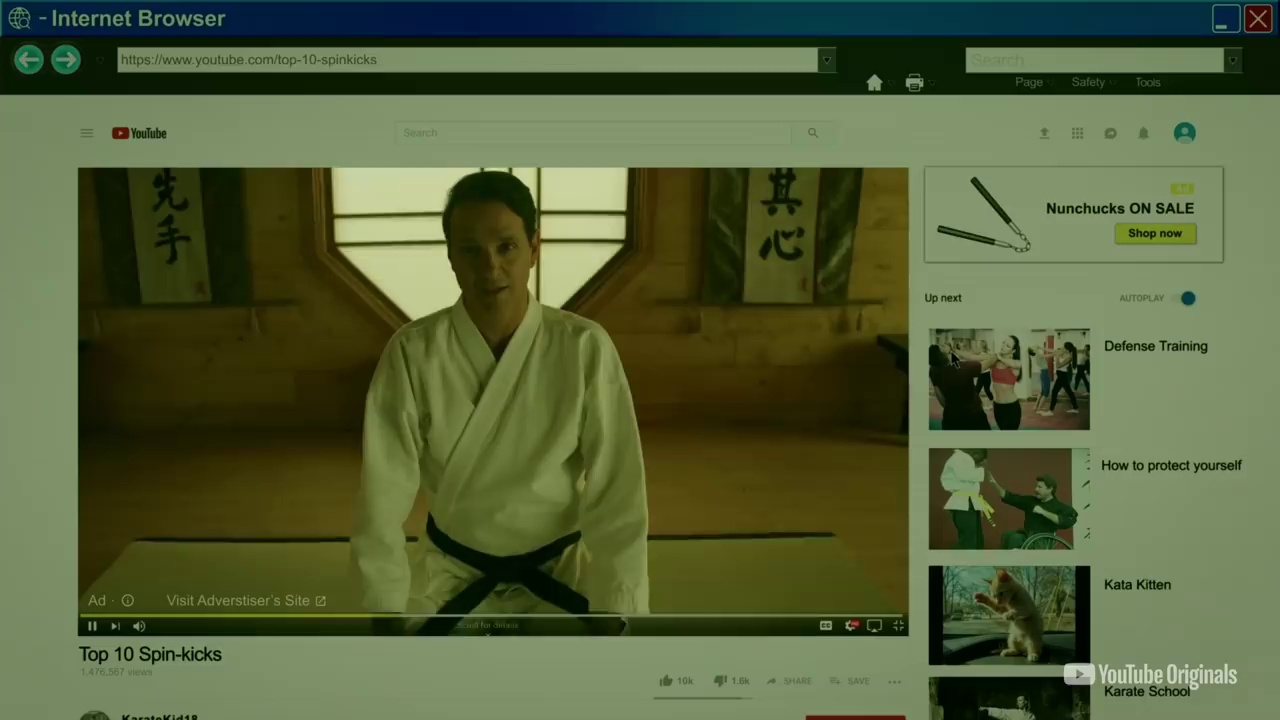 - Internet Browser
https://www.youtube.com/top-10-spinkicks
Search...
Page
Safety
Tools
YouTube
Search
先手
其心
Ad
Nunchucks ON SALE
Shop now
Up next
AUTOPLAY
Defense Training
How to protect yourself
Kata Kitten
Karate School
Ad
Visit Adverstiser's Site
Scroll for details
CC
Top 10 Spin-kicks
1,476,567 views
10k
1.6k
SHARE
SAVE
KarateKid18
YouTube Originals